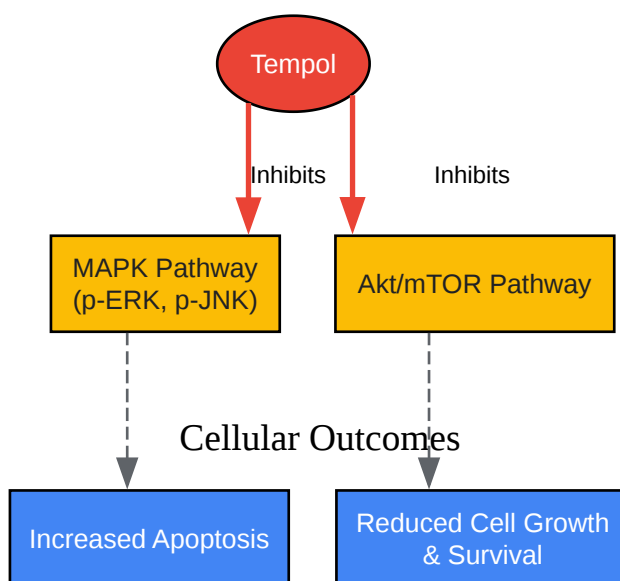 Tempol
Inhibits
Inhibits
MAPK Pathway
(p-ERK, p-JNK)
Akt/mTOR Pathway
Cellular Outcomes
Increased Apoptosis
Reduced Cell Growth
& Survival